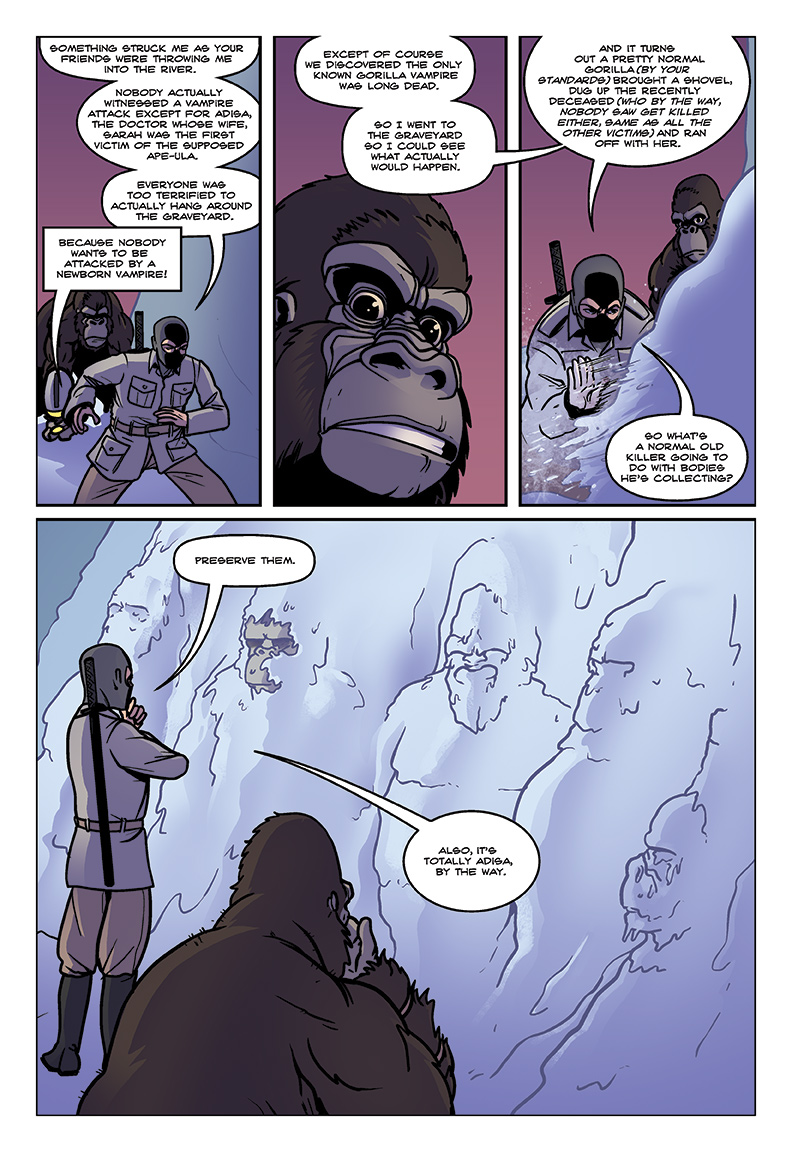 SOMETHING STRUCK ME AS YOUR
FRIENDS WERE THROWING ME
INTO THE RIVER.
NOBODY ACTUALLY
WITNESSED A VAMPIRE
ATTACK EXCEPT FOR ADISA,
THE DOCTOR WHOSE WIFE,
SARAH WAS THE FIRST
VICTIM OF THE SUPPOSED
APE-ULA.
EVERYONE WAS
TOO TERRIFIED TO
ACTUALLY HANG AROUND
THE GRAVEYARD.
BECAUSE NOBODY
WANTS TO BE
ATTACKED BY A
NEWBORN VAMPIRE!
EXCEPT OF COURSE
WE DISCOVERED THE ONLY
KNOWN GORILLA VAMPIRE
WAS LONG DEAD.
SO I WENT TO
THE GRAVEYARD
SO I COULD SEE
WHAT ACTUALLY
WOULD HAPPEN.
AND IT TURNS
OUT A PRETTY NORMAL
GORILLA (BY YOUR
STANDARDS) BROUGHT A SHOVEL,
DUG UP THE RECENTLY
DECEASED (WHO BY THE WAY,
NOBODY SAW GET KILLED
EITHER, SAME AS ALL THE
OTHER VICTIMS) AND RAN
OFF WITH HER.
SO WHAT'S
A NORMAL OLD
KILLER GOING TO
DO WITH BODIES
HE'S COLLECTING?
PRESERVE THEM.
ALSO, IT'S
TOTALLY ADISA,
BY THE WAY.